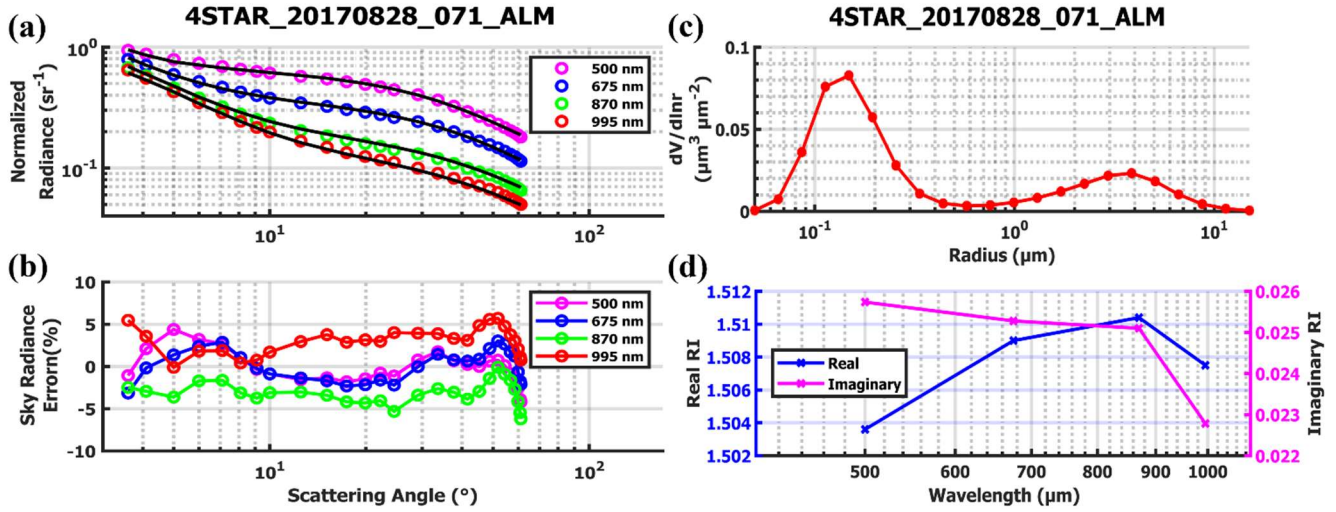 (a)
4STAR_20170828_071_ALM
Normalized
Radiance (sr⁻¹)
10⁰
10⁻¹
10¹
10²
500 nm
675 nm
870 nm
995 nm
(b)
Sky Radiance
Errorn(%)
10
5
0
-5
-10
10¹
10²
500 nm
675 nm
870 nm
995 nm
Scattering Angle (°)
(c)
4STAR_20170828_071_ALM
dV/dlnr
(μm³ μm⁻²)
0.1
0.05
0
10⁻¹
10⁰
10¹
Radius (μm)
(d)
Real RI
1.512
1.51
1.508
1.506
1.504
1.502
Real
Imaginary
0.026
0.025
0.024
0.023
0.022
Imaginary RI
500
600
700
800
900
1000
Wavelength (μm)